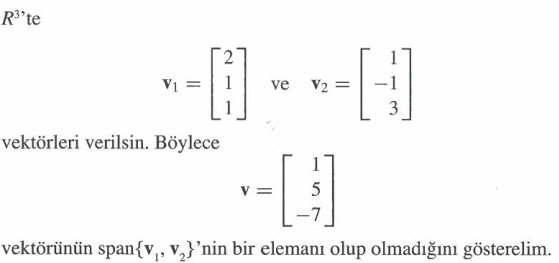 R³'te
v₁ = [2 1 1] ve v₂ = [1 −1 3]
vektörleri verilsin. Böylece
v = [1 5 −7]
vektörünün span{v₁, v₂}'nin bir elemanı olup olmadığını gösterelim.